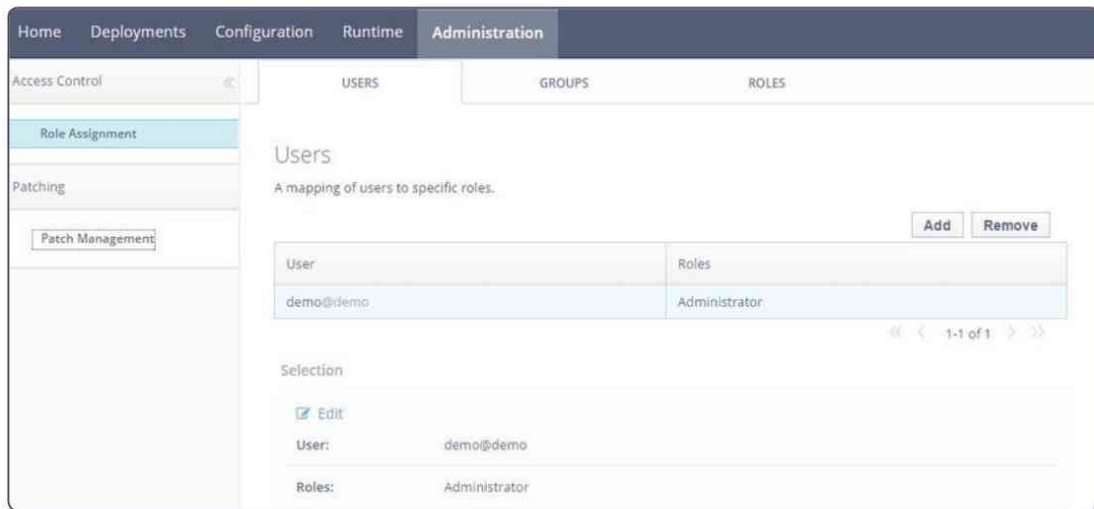 Home Deployments Configuration Runtime Administration
Access Control «
USERS GROUPS ROLES
Role Assignment
Users
Patching
A mapping of users to specific roles.
Patch Management
Add Remove
User Roles
demo@demo Administrator
« < 1-1 of 1 > »
Selection
Edit
User: demo@demo
Roles: Administrator